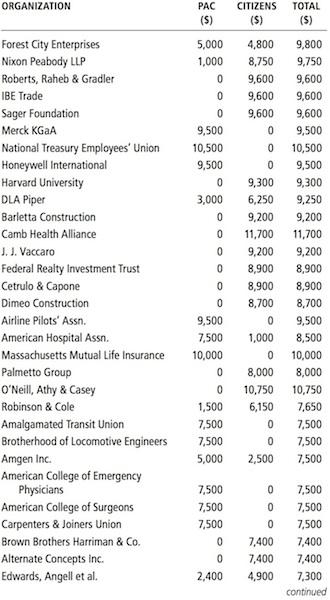 ORGANIZATION PAC ($) CITIZENS ($) TOTAL ($)
Forest City Enterprises 5,000 4,800 9,800
Nixon Peabody LLP 1,000 8,750 9,750
Roberts, Raheb & Gradler 0 9,600 9,600
IBE Trade 0 9,600 9,600
Sager Foundation 0 9,600 9,600
Merck KGaA 9,500 0 9,500
National Treasury Employees' Union 10,500 0 10,500
Honeywell International 9,500 0 9,500
Harvard University 0 9,300 9,300
DLA Piper 3,000 6,250 9,250
Barletta Construction 0 9,200 9,200
Camb Health Alliance 0 11,700 11,700
J. J. Vaccaro 0 9,200 9,200
Federal Realty Investment Trust 0 8,900 8,900
Cetrulo & Capone 0 8,900 8,900
Dimeo Construction 0 8,700 8,700
Airline Pilots' Assn. 9,500 0 9,500
American Hospital Assn. 7,500 1,000 8,500
Massachusetts Mutual Life Insurance 10,000 0 10,000
Palmetto Group 0 8,000 8,000
O'Neill, Athy & Casey 0 10,750 10,750
Robinson & Cole 1,500 6,150 7,650
Amalgamated Transit Union 7,500 0 7,500
Brotherhood of Locomotive Engineers 7,500 0 7,500
Amgen Inc. 5,000 2,500 7,500
American College of Emergency
Physicians 7,500 0 7,500
American College of Surgeons 7,500 0 7,500
Carpenters & Joiners Union 7,500 0 7,500
Brown Brothers Harriman & Co. 0 7,400 7,400
Alternate Concepts Inc. 0 7,400 7,400
Edwards, Angell et al. 2,400 4,900 7,300
continued